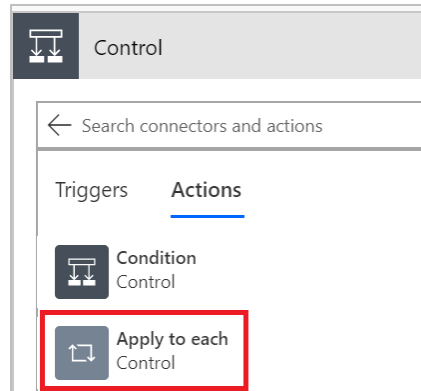 Control
Search connectors and actions
Triggers Actions
Condition
Control
Apply to each
Control